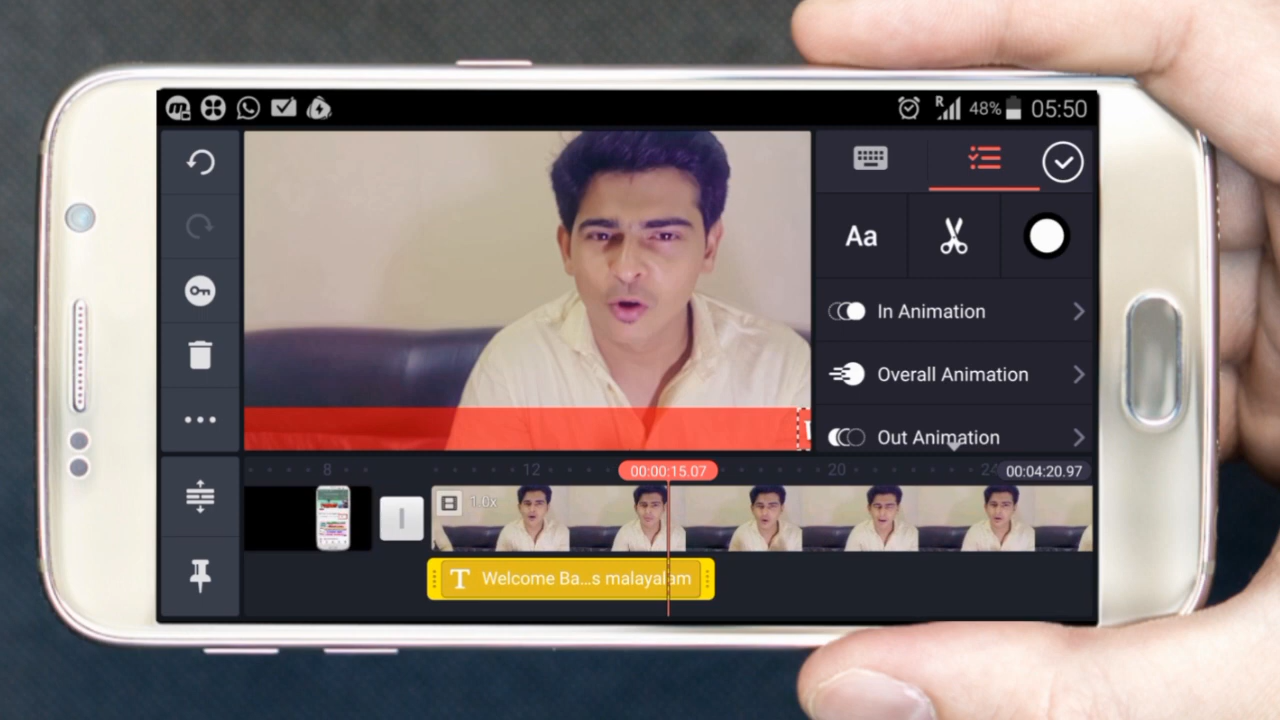 R 48% 05:50
Aa
In Animation
Overall Animation
Out Animation
8 12 00:00:15.07 20 24 00:04:20.97
1.0x
T Welcome Ba...s malayalam